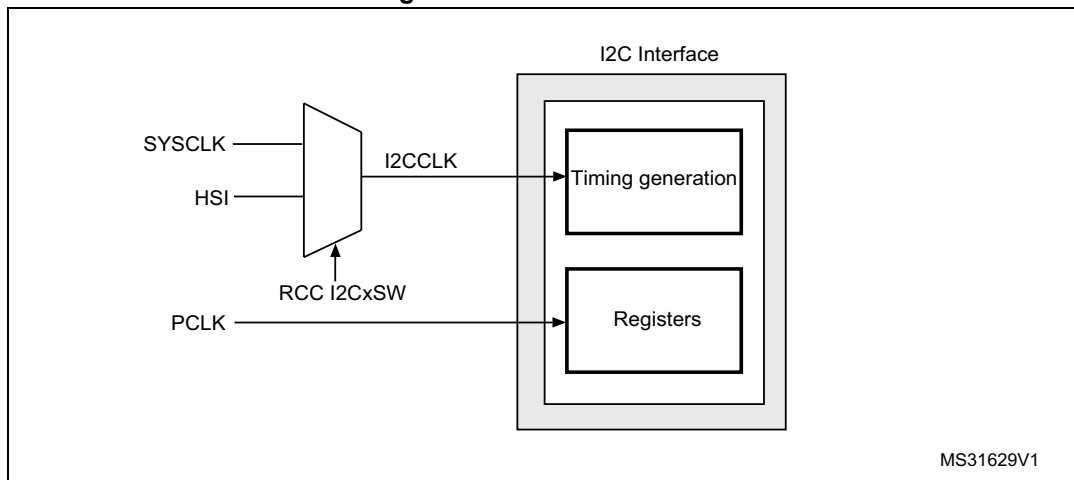 I2C Interface
SYSCLK
I2CCLK
Timing generation
HSI
RCC I2CxSW
PCLK
Registers
MS31629V1